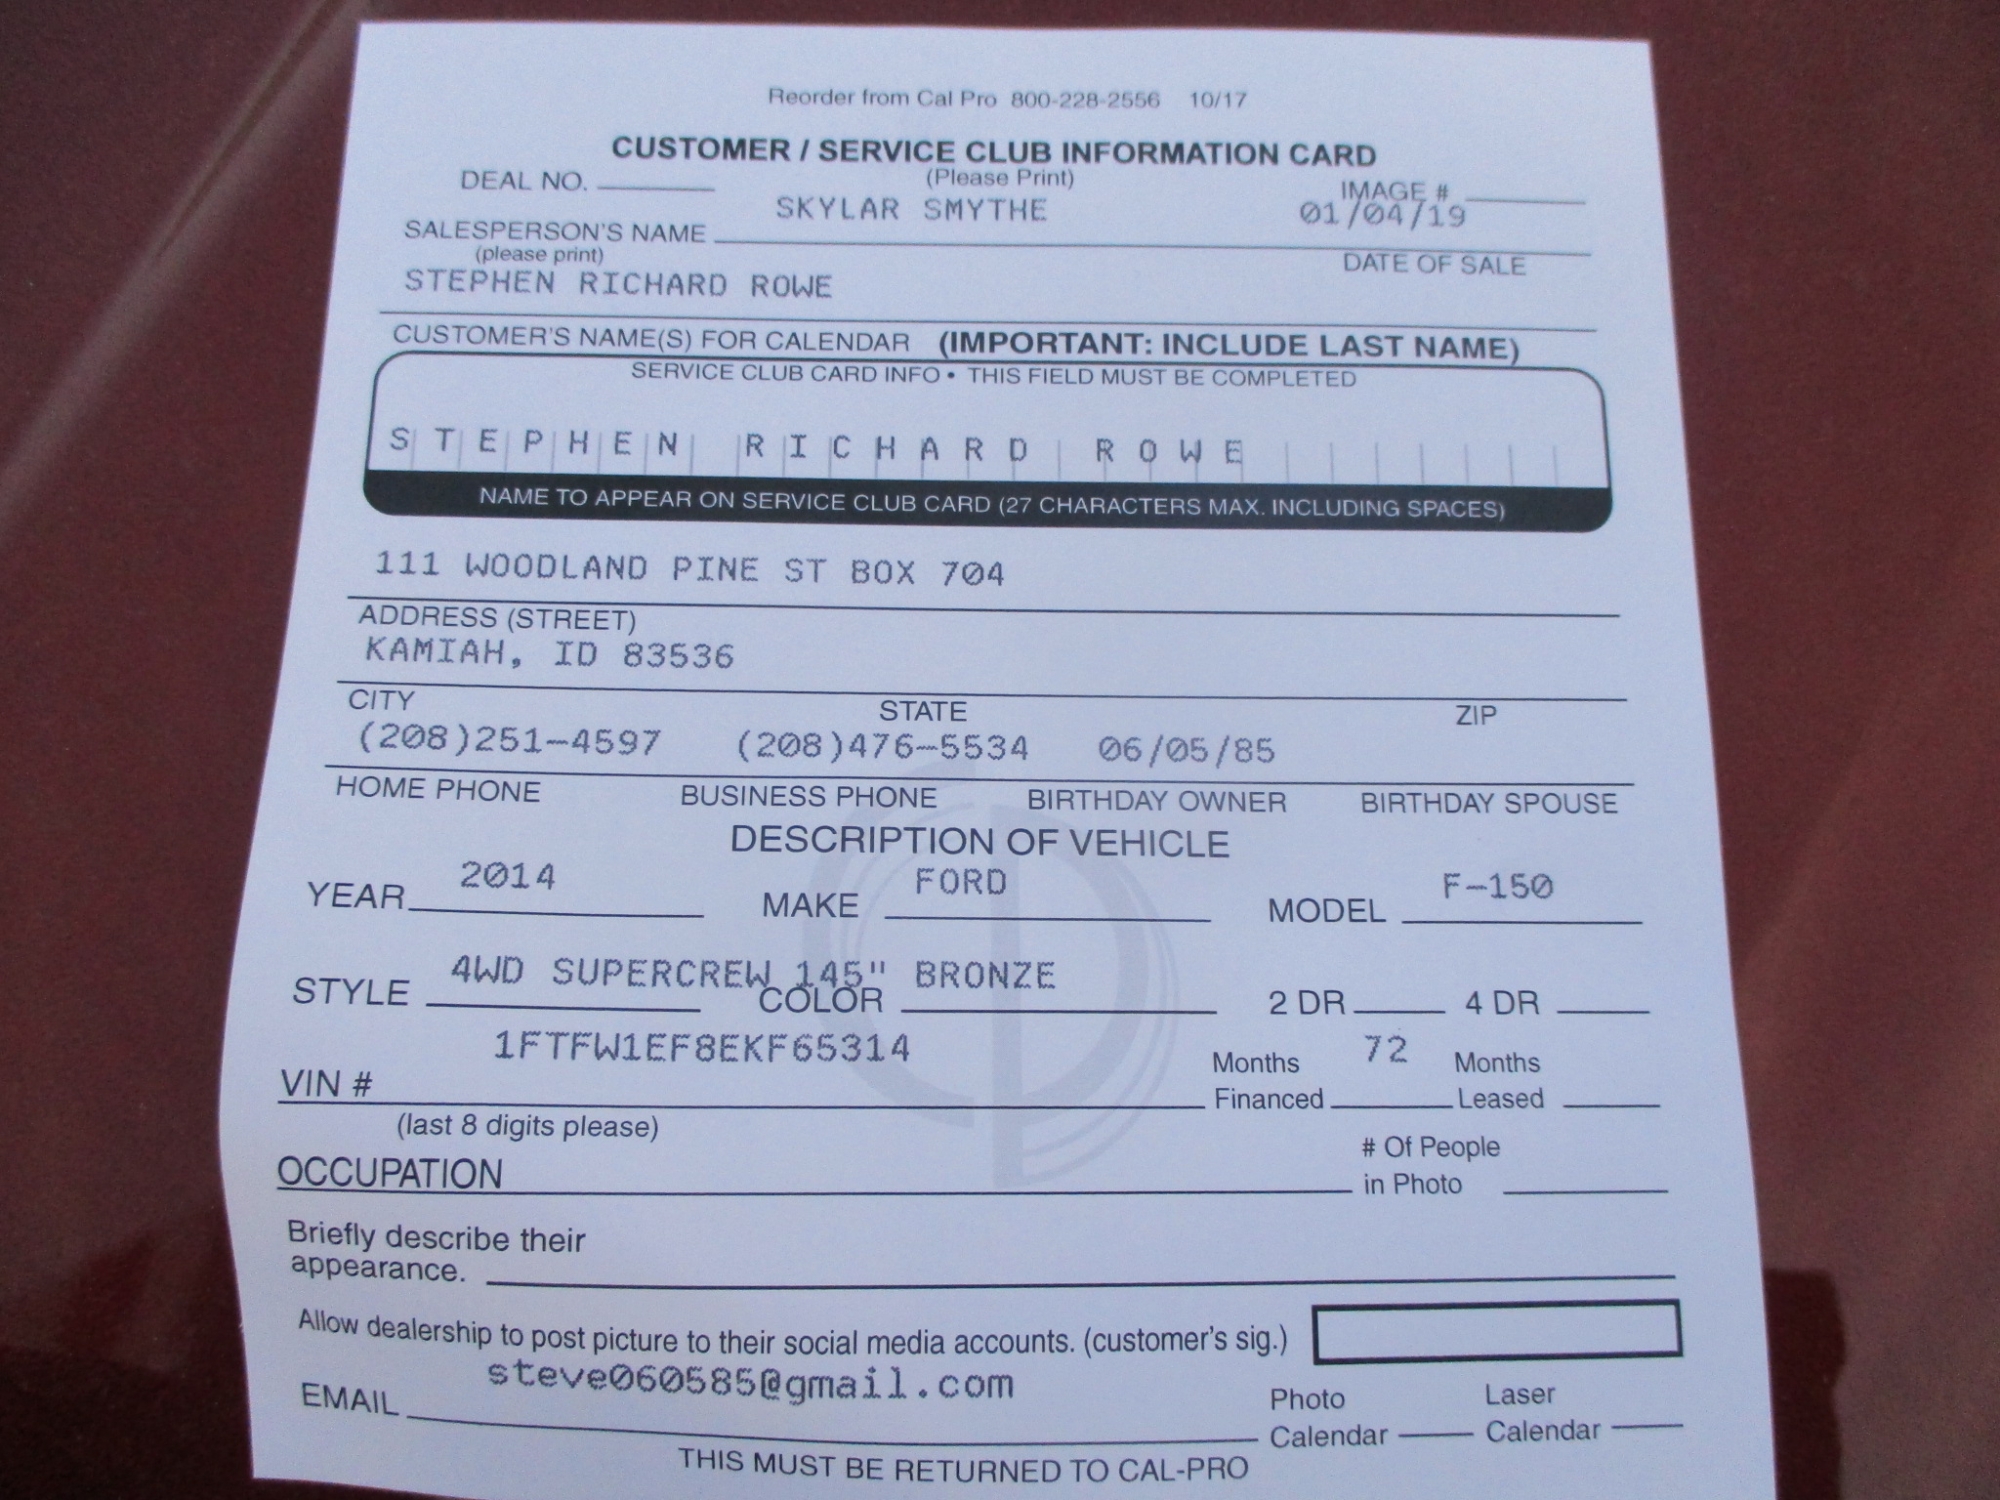 Reorder from Cal Pro 800-228-2556 10/17
CUSTOMER / SERVICE CLUB INFORMATION CARD
DEAL NO. (Please Print) IMAGE #
SKYLAR SMYTHE 01/04/19
SALESPERSON'S NAME
(please print) DATE OF SALE
STEPHEN RICHARD ROWE
CUSTOMER'S NAME(S) FOR CALENDAR (IMPORTANT: INCLUDE LAST NAME)
SERVICE CLUB CARD INFO • THIS FIELD MUST BE COMPLETED
STEPHEN RICHARD ROWE
NAME TO APPEAR ON SERVICE CLUB CARD (27 CHARACTERS MAX. INCLUDING SPACES)
111 WOODLAND PINE ST BOX 704
ADDRESS (STREET)
KAMIAH, ID 83536
CITY STATE ZIP
(208)251-4597 (208)476-5534 06/05/85
HOME PHONE BUSINESS PHONE BIRTHDAY OWNER BIRTHDAY SPOUSE
DESCRIPTION OF VEHICLE
YEAR 2014 MAKE FORD MODEL F-150
STYLE 4WD SUPERCREW 145" COLOR BRONZE 2 DR 4 DR
1FTFW1EF8EKF65314
VIN # Months Financed 72 Months Leased
(last 8 digits please)
OCCUPATION # Of People in Photo
Briefly describe their
appearance.
Allow dealership to post picture to their social media accounts. (customer's sig.)
steve060585@gmail.com
EMAIL Photo Calendar Laser Calendar
THIS MUST BE RETURNED TO CAL-PRO